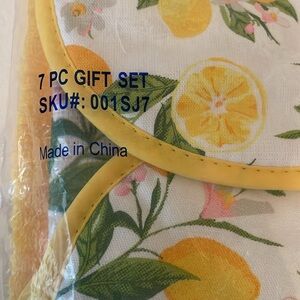 7 PC GIFT SET
SKU#: 001SJ7
Made in China